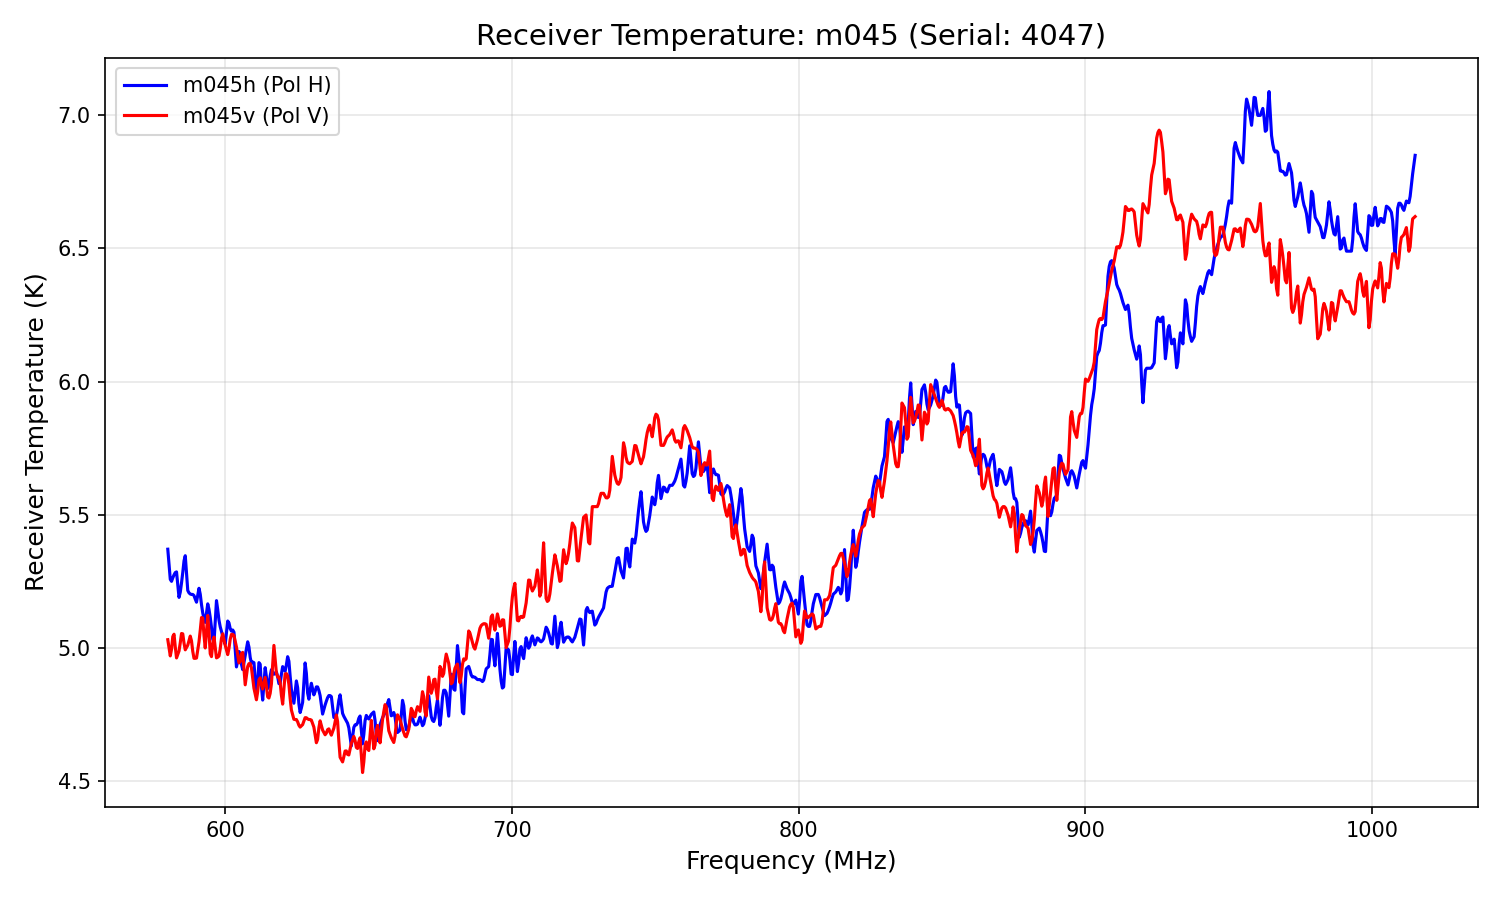 Receiver Temperature: m045 (Serial: 4047)
m045h (Pol H)
m045v (Pol V)
Receiver Temperature (K)
7.0
6.5
6.0
5.5
5.0
4.5
600
700
800
900
1000
Frequency (MHz)